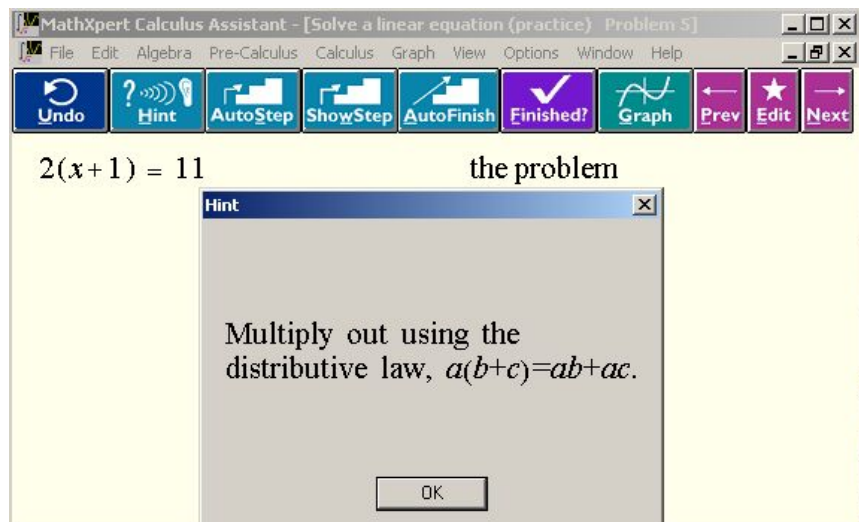 MathXpert Calculus Assistant - [Solve a linear equation (practice) Problem 5]
File Edit Algebra Pre-Calculus Calculus Graph View Options Window Help
Undo ? Hint AutoStep ShowStep AutoFinish Finished? Graph Prev Edit Next
2(x+1) = 11 the problem
Hint
Multiply out using the
distributive law, a(b+c)=ab+ac.
OK